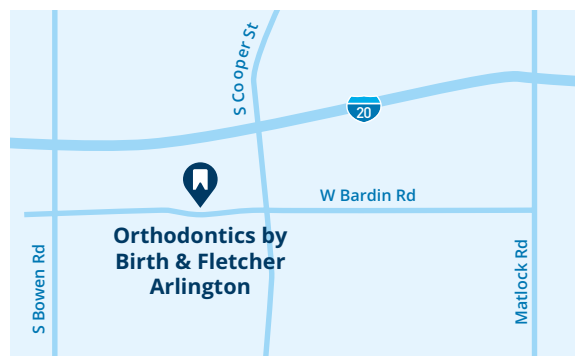 S Cooper St
20
W Bardin Rd
Orthodontics by
Birth & Fletcher
Arlington
S Bowen Rd
Matlock Rd